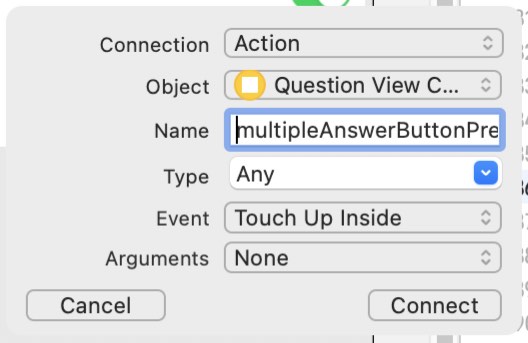 Connection Action
Object Question View C...
Name multipleAnswerButtonPre
Type Any
Event Touch Up Inside
Arguments None
Cancel Connect